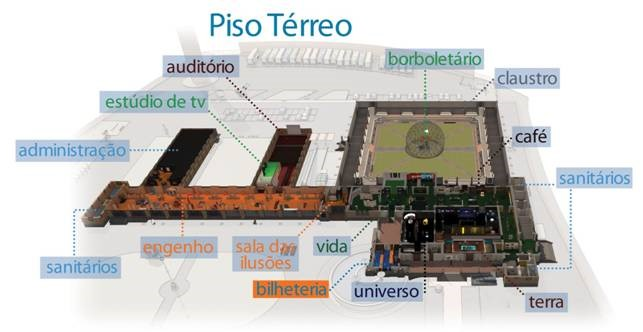 Piso Térreo
auditório
borboletário
claustro
estúdio de tv
café
administração
sanitários
engenho
sala das
ilusões
vida
sanitários
bilheteria
universo
terra